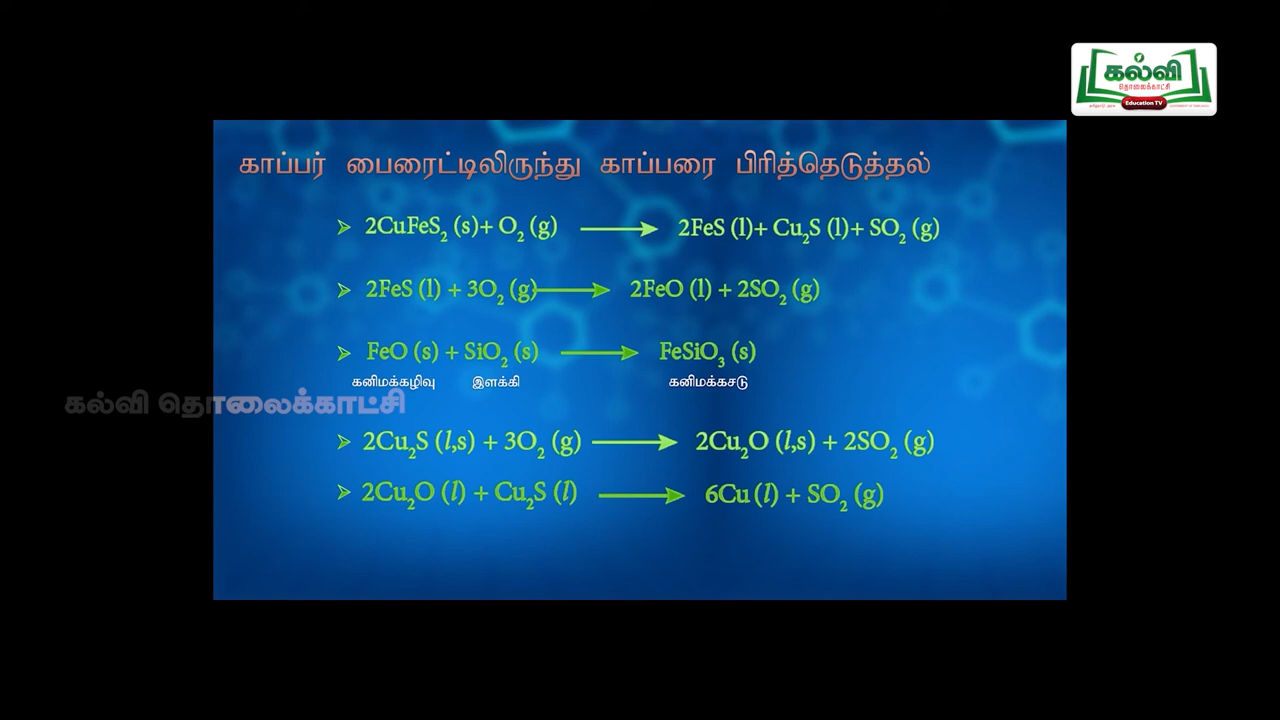 கல்வி
தொலைக்காட்சி
Education TV
காப்பர் பைரைட்டிலிருந்து காப்பரை பிரித்தெடுத்தல்
➢ 2CuFeS₂ (s)+ O₂ (g) ⟶ 2FeS (l)+ Cu₂S (l)+ SO₂ (g)
➢ 2FeS (l) + 3O₂ (g) ⟶ 2FeO (l) + 2SO₂ (g)
➢ FeO (s) + SiO₂ (s) ⟶ FeSiO₃ (s)
கனிமக்கழிவு இளக்கி கனிமக்கசடு
கல்வி தொலைக்காட்சி
➢ 2Cu₂S (l,s) + 3O₂ (g) ⟶ 2Cu₂O (l,s) + 2SO₂ (g)
➢ 2Cu₂O (l) + Cu₂S (l) ⟶ 6Cu (l) + SO₂ (g)